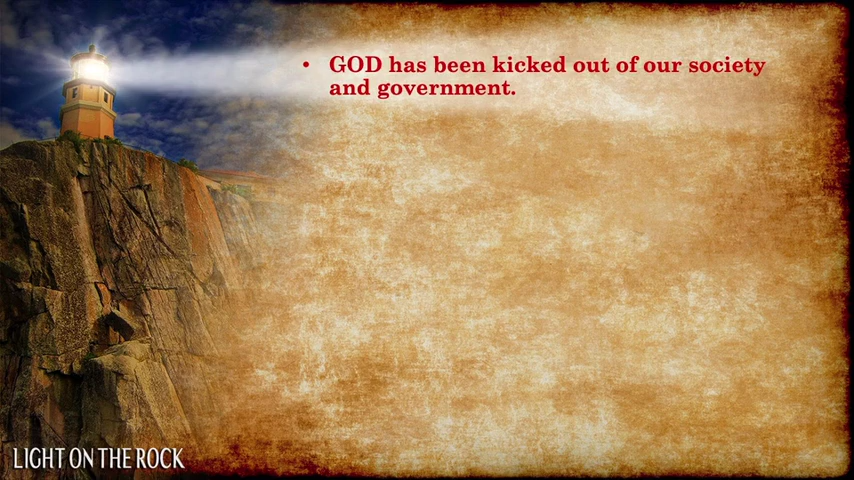 • GOD has been kicked out of our society
and government.
LIGHT ON THE ROCK